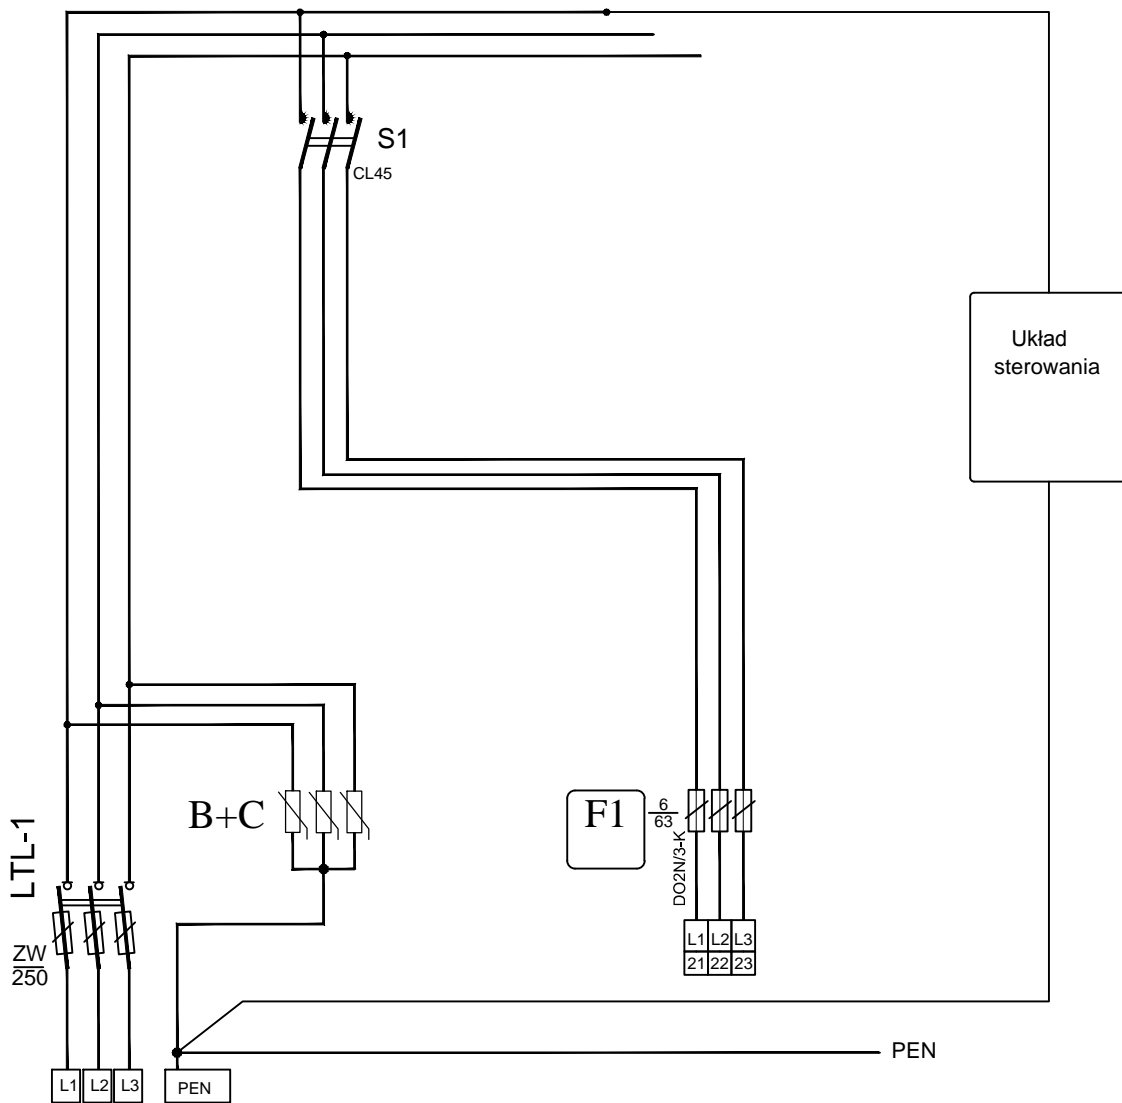 S1
CL45
Układ
sterowania
B+C
F1
6
63
DO2N/3-K
LTL-1
ZW
250
L1 L2 L3
21 22 23
PEN
L1 L2 L3
PEN